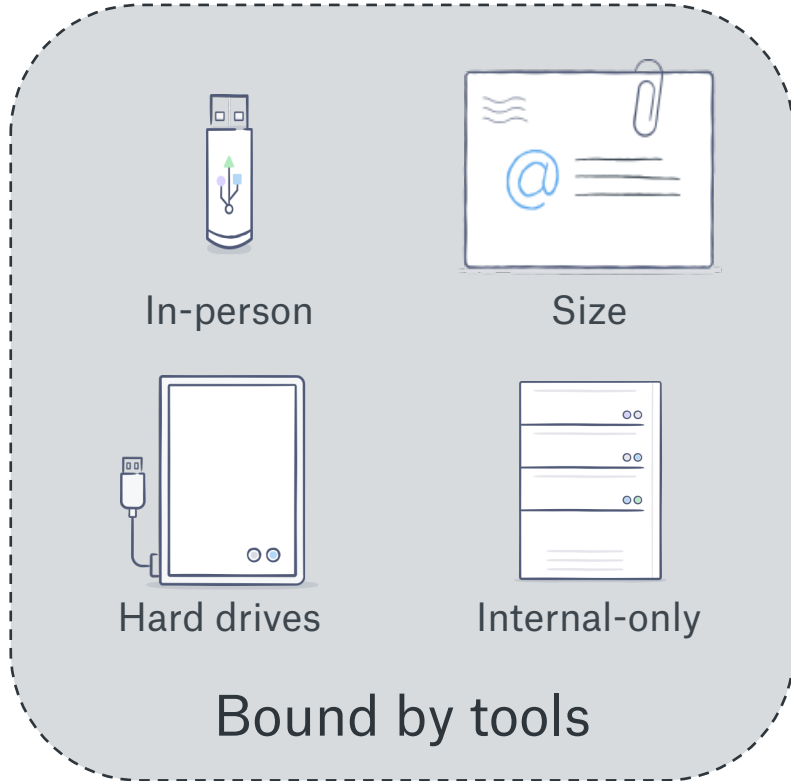 @
In-person
Size
Hard drives
Internal-only
Bound by tools